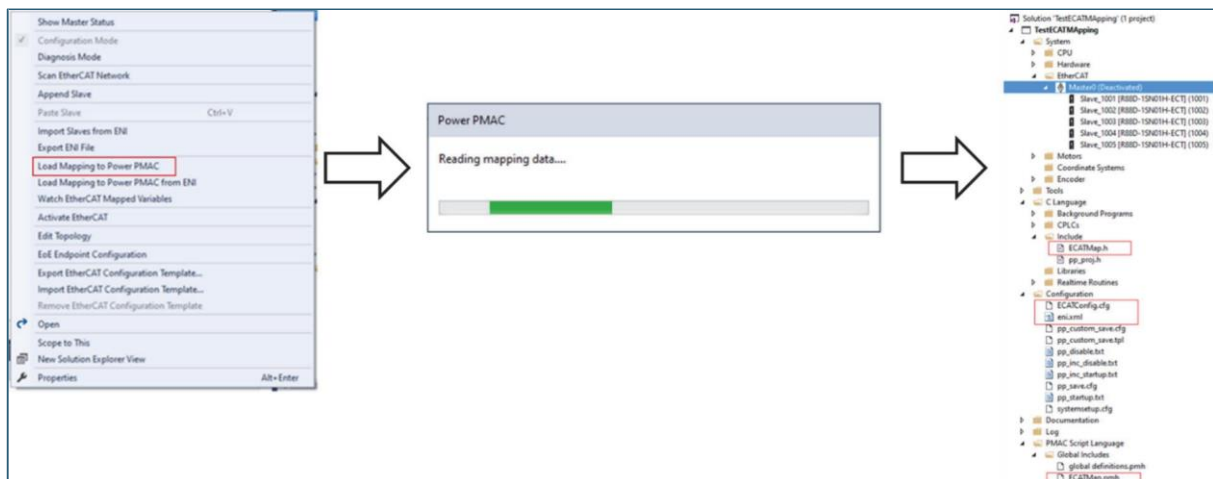 Show Master Status
Configuration Mode
Diagnosis Mode
Scan EtherCAT Network
Append Slave
Paste Slave Ctrl+V
Import Slaves from ENI
Export ENI File
Load Mapping to Power PMAC
Load Mapping to Power PMAC from ENI
Watch EtherCAT Mapped Variables
Activate EtherCAT
Edit Topology
EoE Endpoint Configuration
Export EtherCAT Configuration Template...
Import EtherCAT Configuration Template...
Remove EtherCAT Configuration Template
Open
Scope to This
New Solution Explorer View
Properties Alt+Enter
Power PMAC
Reading mapping data....
Solution 'TestECATMApping' (1 project)
TestECATMApping
System
CPU
Hardware
EtherCAT
Master0 (Deactivated)
Slave_1001 [R88D-1SN01H-ECT] (1001)
Slave_1002 [R88D-1SN01H-ECT] (1002)
Slave_1003 [R88D-1SN01H-ECT] (1003)
Slave_1004 [R88D-1SN01H-ECT] (1004)
Slave_1005 [R88D-1SN01H-ECT] (1005)
Motors
Coordinate Systems
Encoder
Tools
C Language
Background Programs
CPLCs
Include
ECATMap.h
pp_proj.h
Libraries
Realtime Routines
Configuration
ECATConfig.cfg
eni.xml
pp_custom_save.cfg
pp_custom_save.tpl
pp_disable.txt
pp_inc_disable.txt
pp_inc_startup.txt
pp_save.cfg
pp_startup.txt
systemsetup.cfg
Documentation
Log
PMAC Script Language
Global Includes
global definitions.pmh
ECATMap.pmh